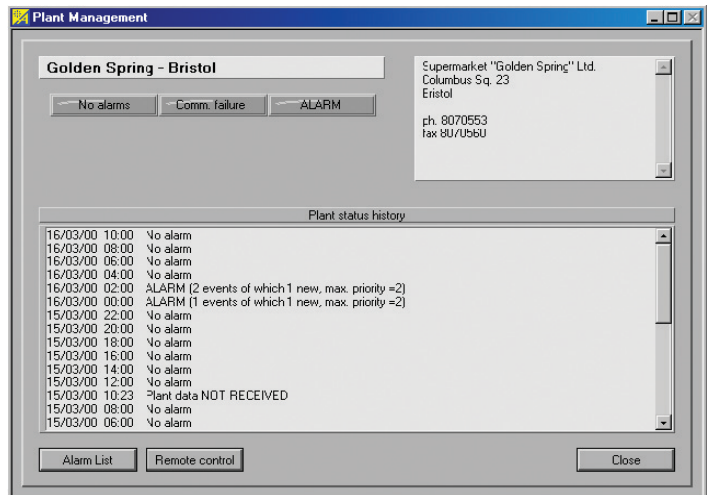 Plant Management
Golden Spring - Bristol
No alarms
Comm. failure
ALARM
Supermarket "Golden Spring" Ltd.
Columbus Sq. 23
Bristol
ph. 8070553
fax 8070560
Plant status history
16/03/00 10:00 No alarm
16/03/00 08:00 No alarm
16/03/00 06:00 No alarm
16/03/00 04:00 No alarm
16/03/00 02:00 ALARM (2 events of which 1 new, max. priority =2)
16/03/00 00:00 ALARM (1 events of which 1 new, max. priority =2)
15/03/00 22:00 No alarm
15/03/00 20:00 No alarm
15/03/00 18:00 No alarm
15/03/00 16:00 No alarm
15/03/00 14:00 No alarm
15/03/00 12:00 No alarm
15/03/00 10:23 Plant data NOT RECEIVED
15/03/00 08:00 No alarm
15/03/00 06:00 No alarm
Alarm List
Remote control
Close